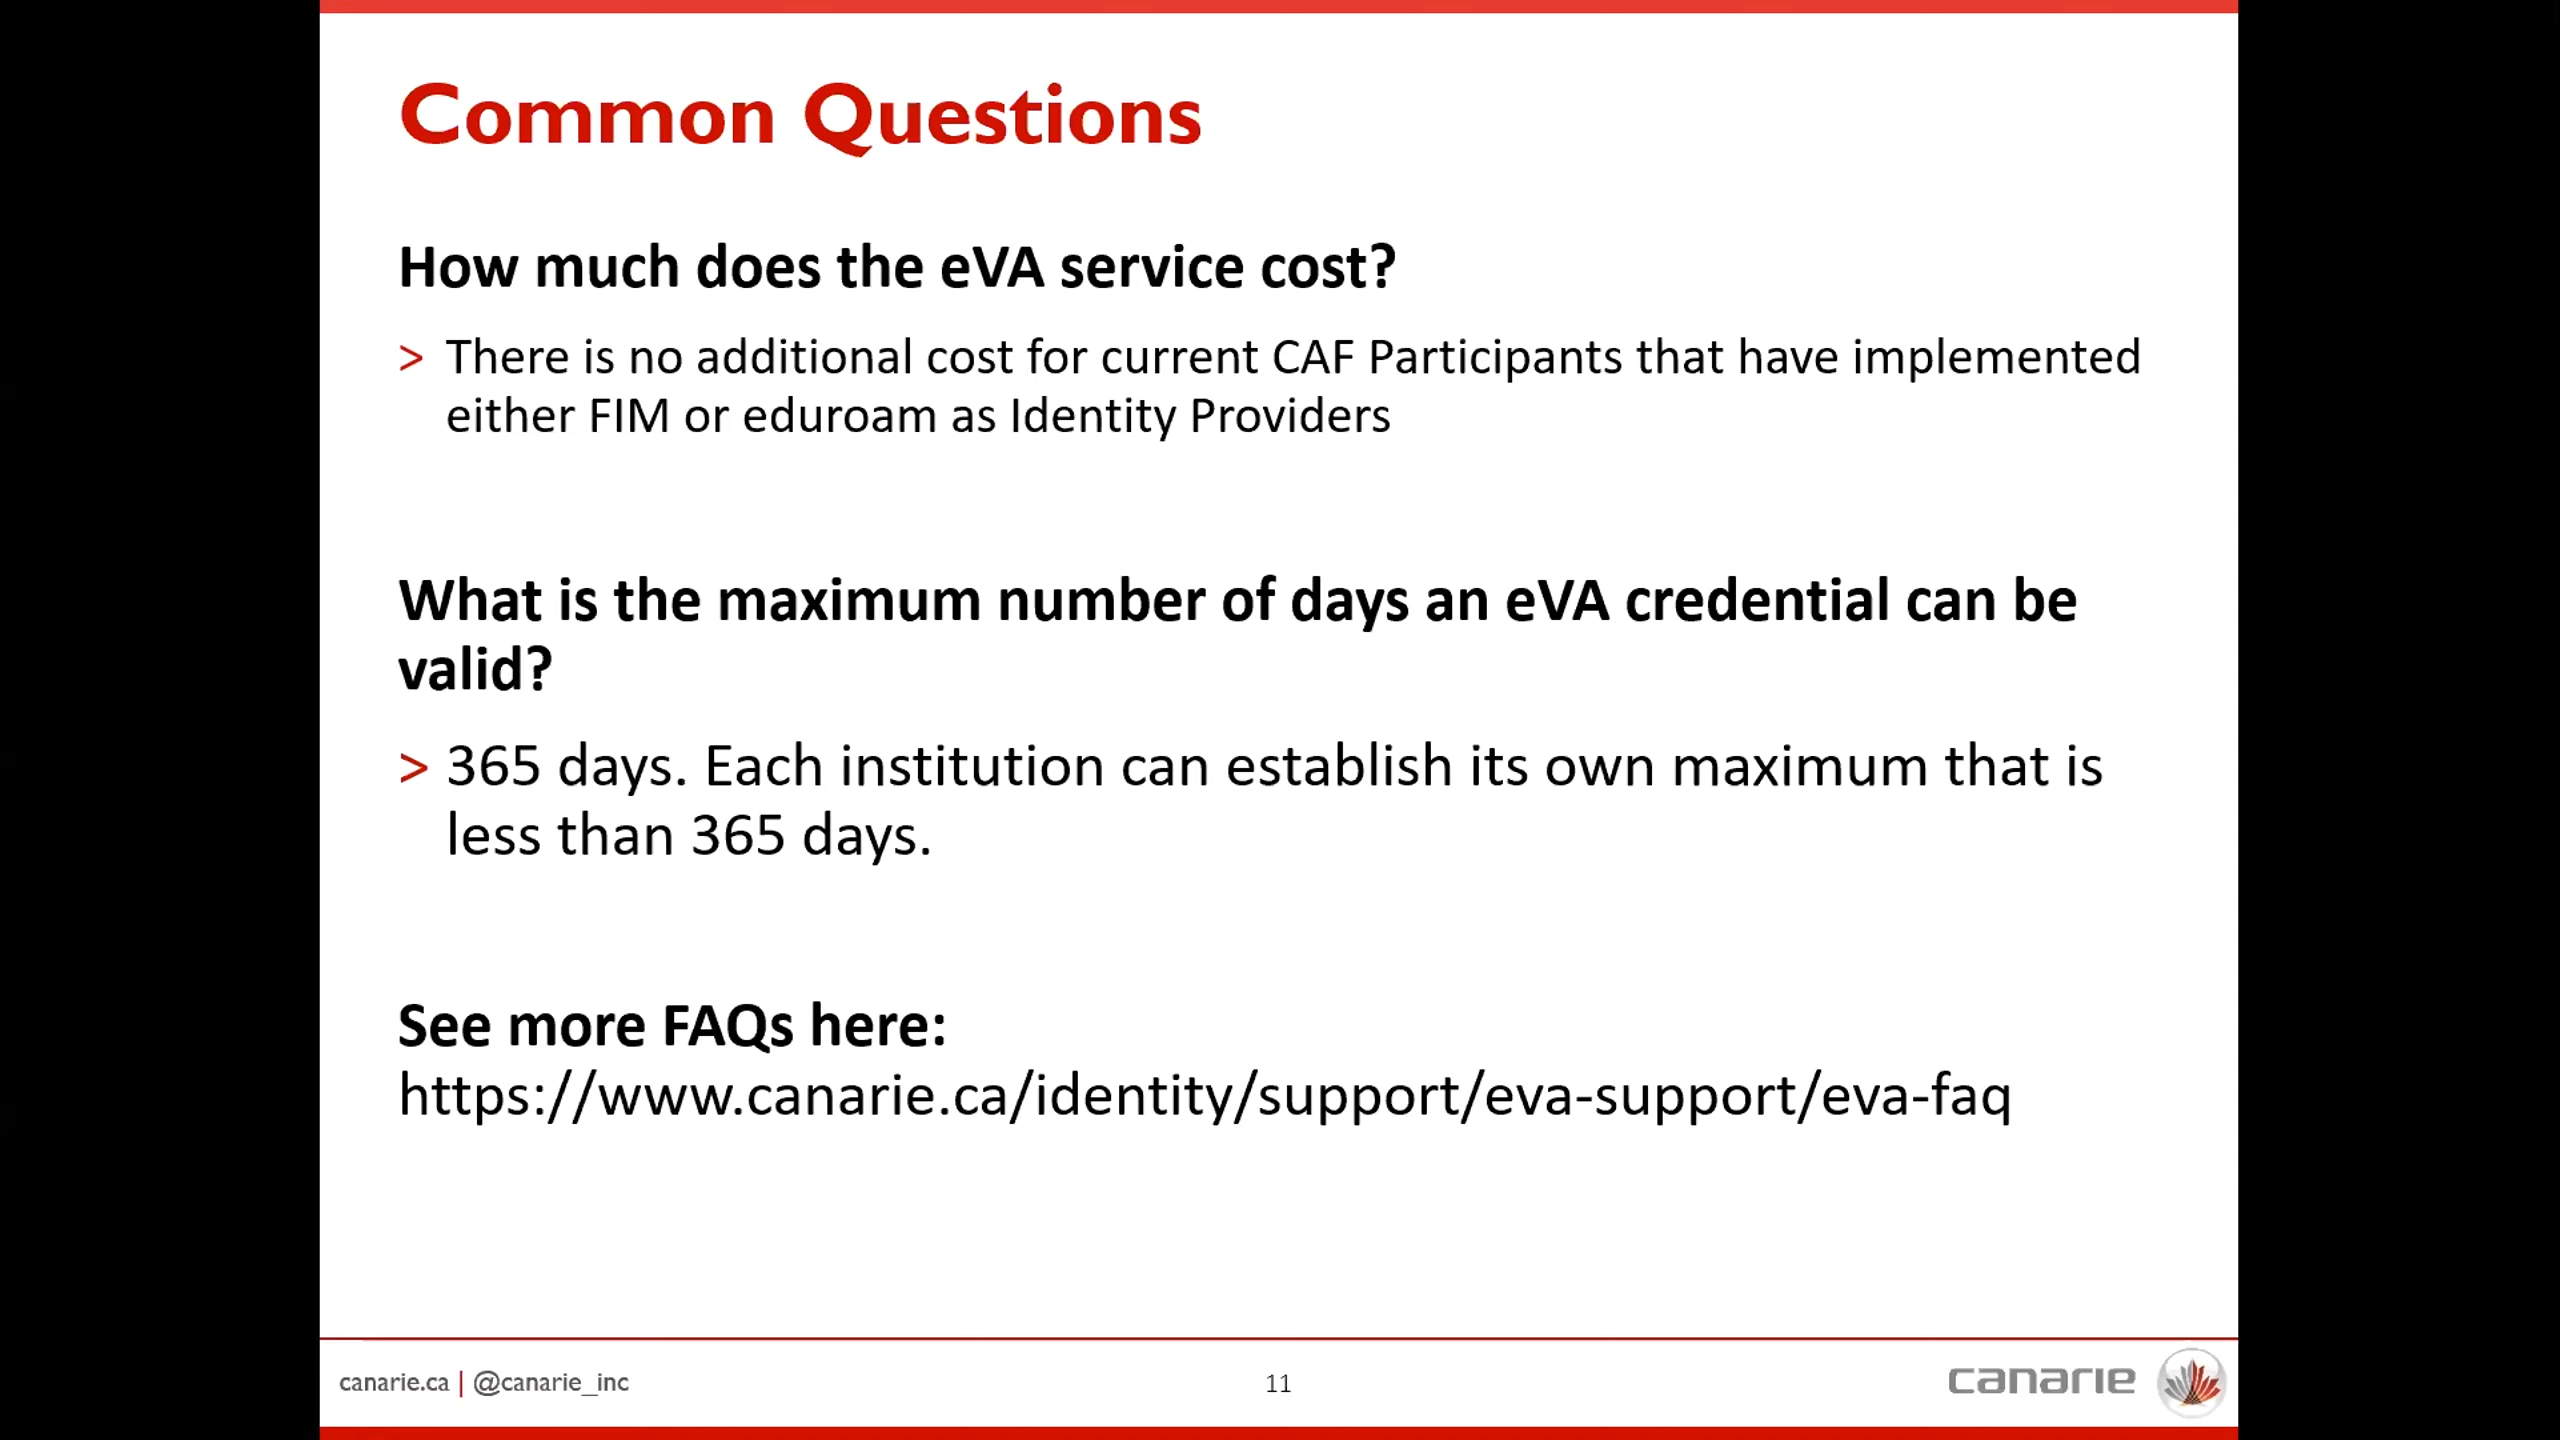 Common Questions
How much does the eVA service cost?
> There is no additional cost for current CAF Participants that have implemented
either FIM or eduroam as Identity Providers
What is the maximum number of days an eVA credential can be
valid?
> 365 days. Each institution can establish its own maximum that is
less than 365 days.
See more FAQs here:
https://www.canarie.ca/identity/support/eva-support/eva-faq
canarie.ca | @canarie_inc
11
canarie